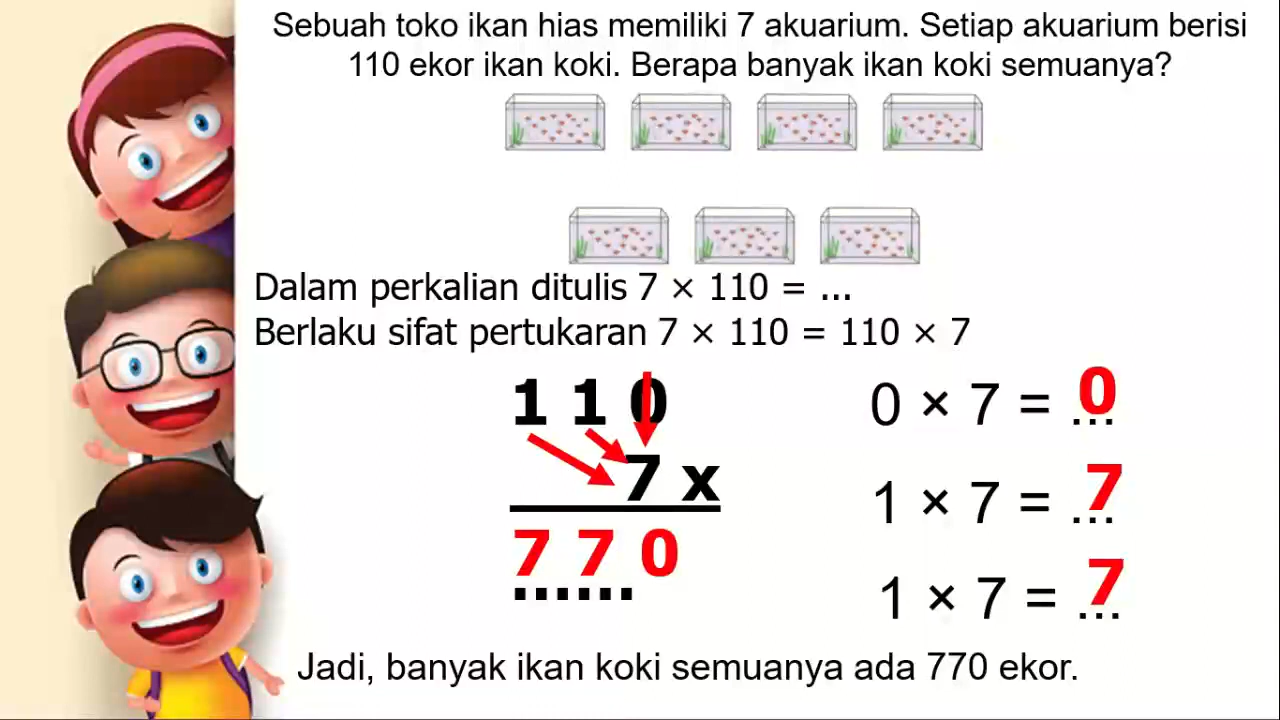 Sebuah toko ikan hias memiliki 7 akuarium. Setiap akuarium berisi
110 ekor ikan koki. Berapa banyak ikan koki semuanya?
Dalam perkalian ditulis 7 × 110 = ...
Berlaku sifat pertukaran 7 × 110 = 110 × 7
1 1 0
7 x
7 7 0
......
0 × 7 = ... 0
1 × 7 = ... 7
1 × 7 = ... 7
Jadi, banyak ikan koki semuanya ada 770 ekor.